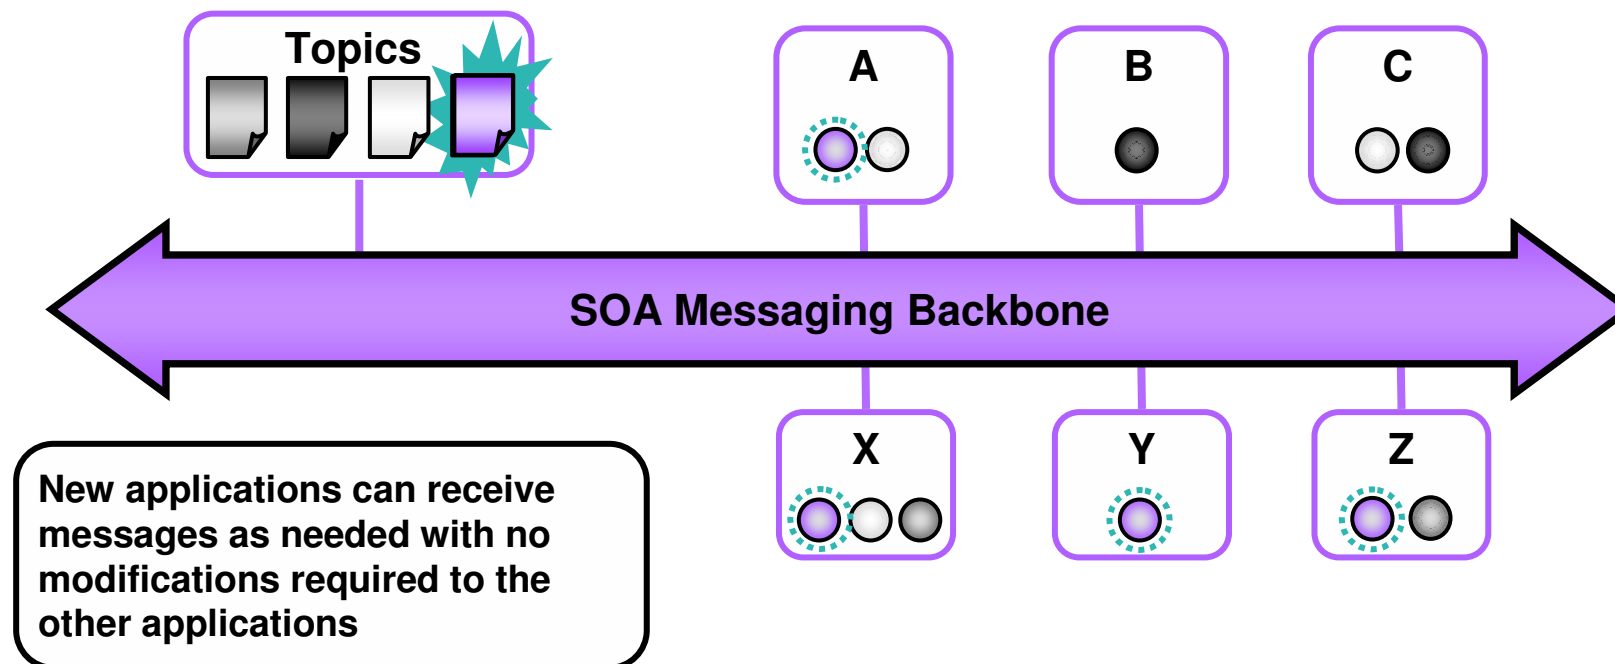 Topics
A
B
C
SOA Messaging Backbone
X
Y
Z
New applications can receive
messages as needed with no
modifications required to the
other applications